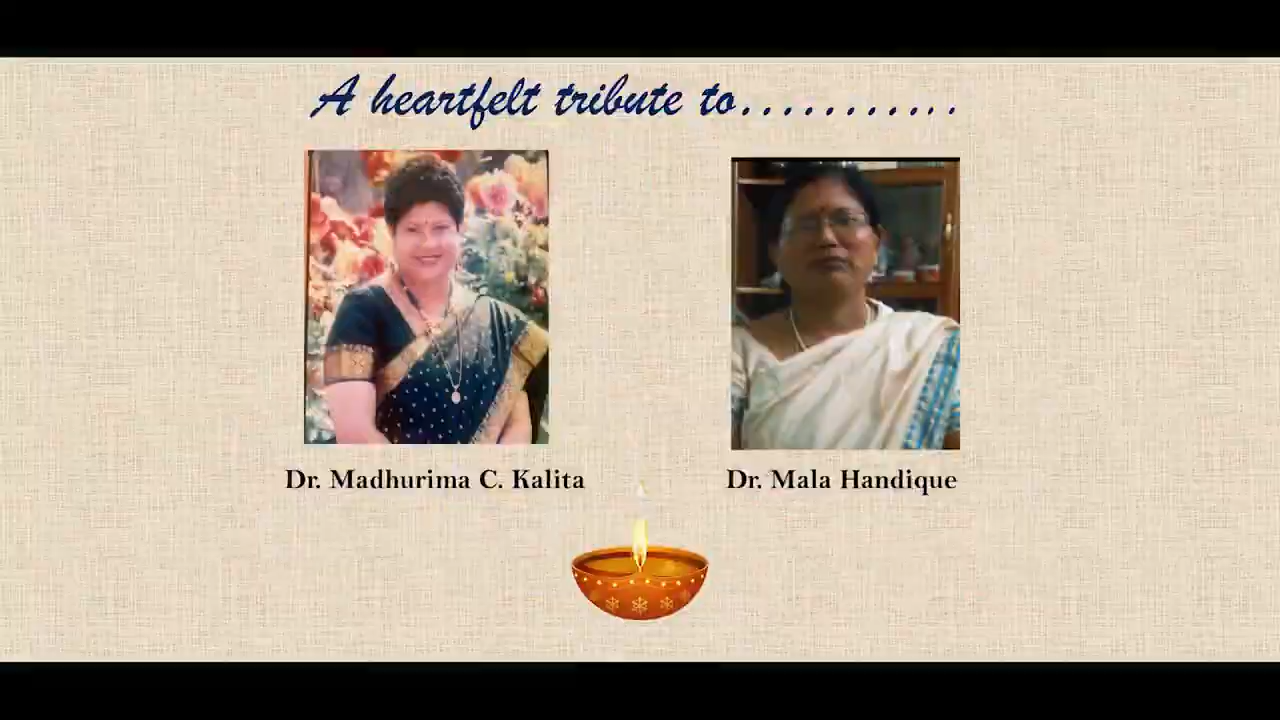 A heartfelt tribute to...........
Dr. Madhurima C. Kalita
Dr. Mala Handique